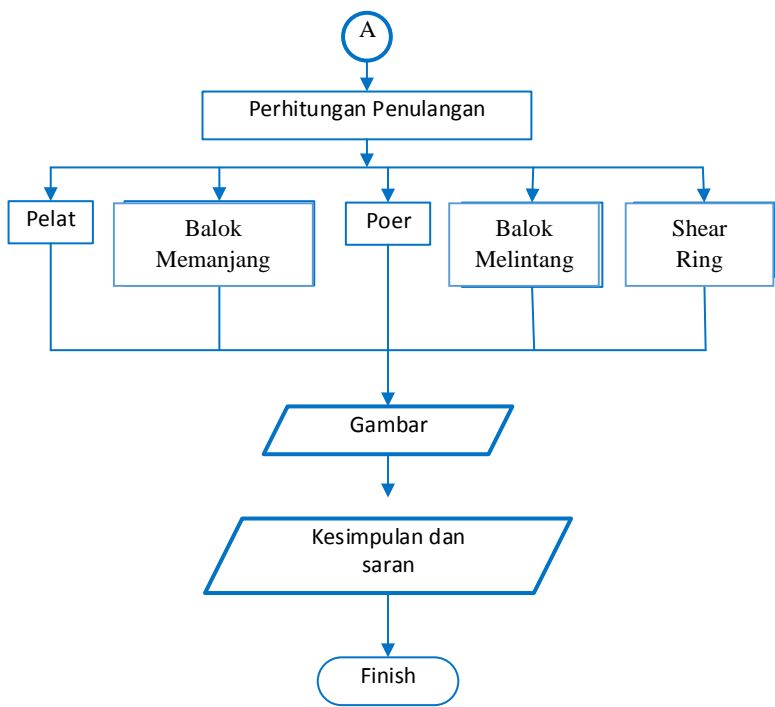 A
Perhitungan Penulangan
Pelat
Balok
Memanjang
Poer
Balok
Melintang
Shear
Ring
Gambar
Kesimpulan dan
saran
Finish